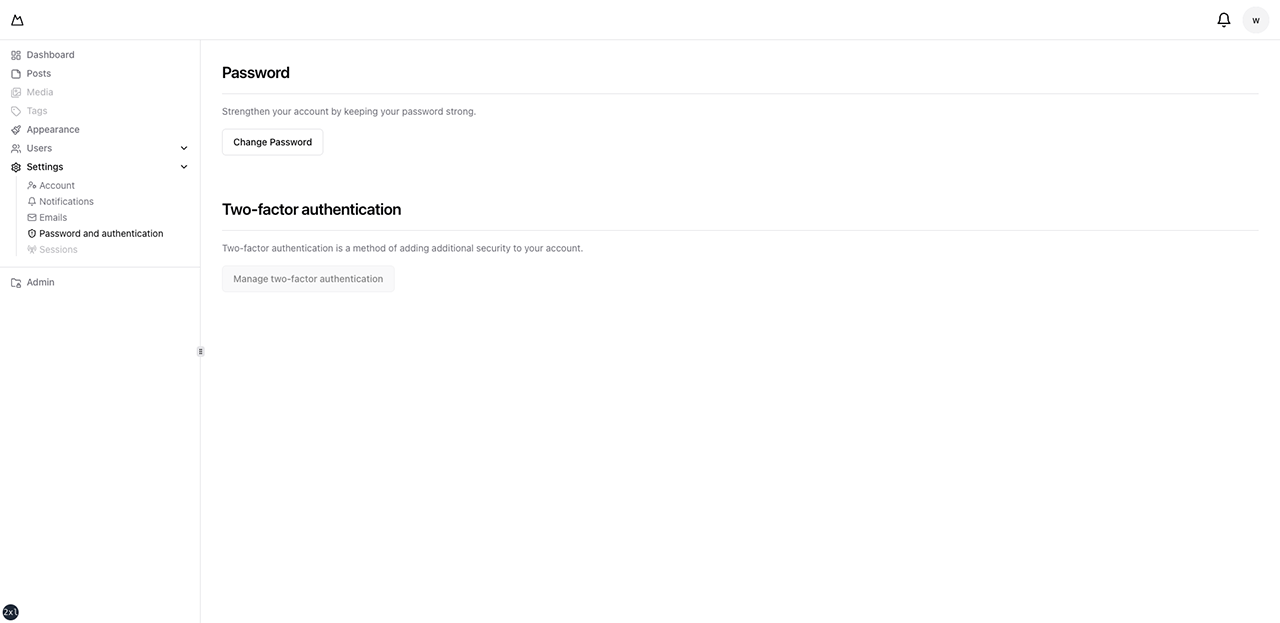 w
Dashboard
Posts
Media
Tags
Appearance
Users
Settings
Account
Notifications
Emails
Password and authentication
Sessions
Admin
Password
Strengthen your account by keeping your password strong.
Change Password
Two-factor authentication
Two-factor authentication is a method of adding additional security to your account.
Manage two-factor authentication
2xl